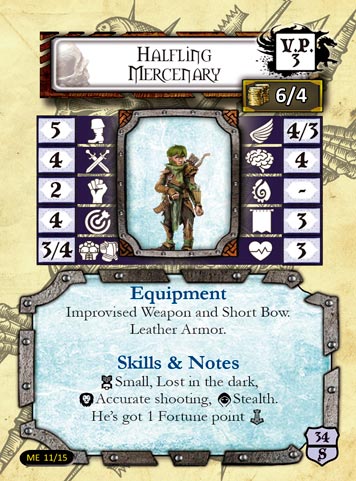 HALFLING
MERCENARY
V.P.
3
6/4
5
4/3
4
4
2
-
4
3
3/4
3
Equipment
Improvised Weapon and Short Bow.
Leather Armor.
Skills & Notes
Small, Lost in the dark,
Accurate shooting, Stealth.
He's got 1 Fortune point
34
8
ME 11/15